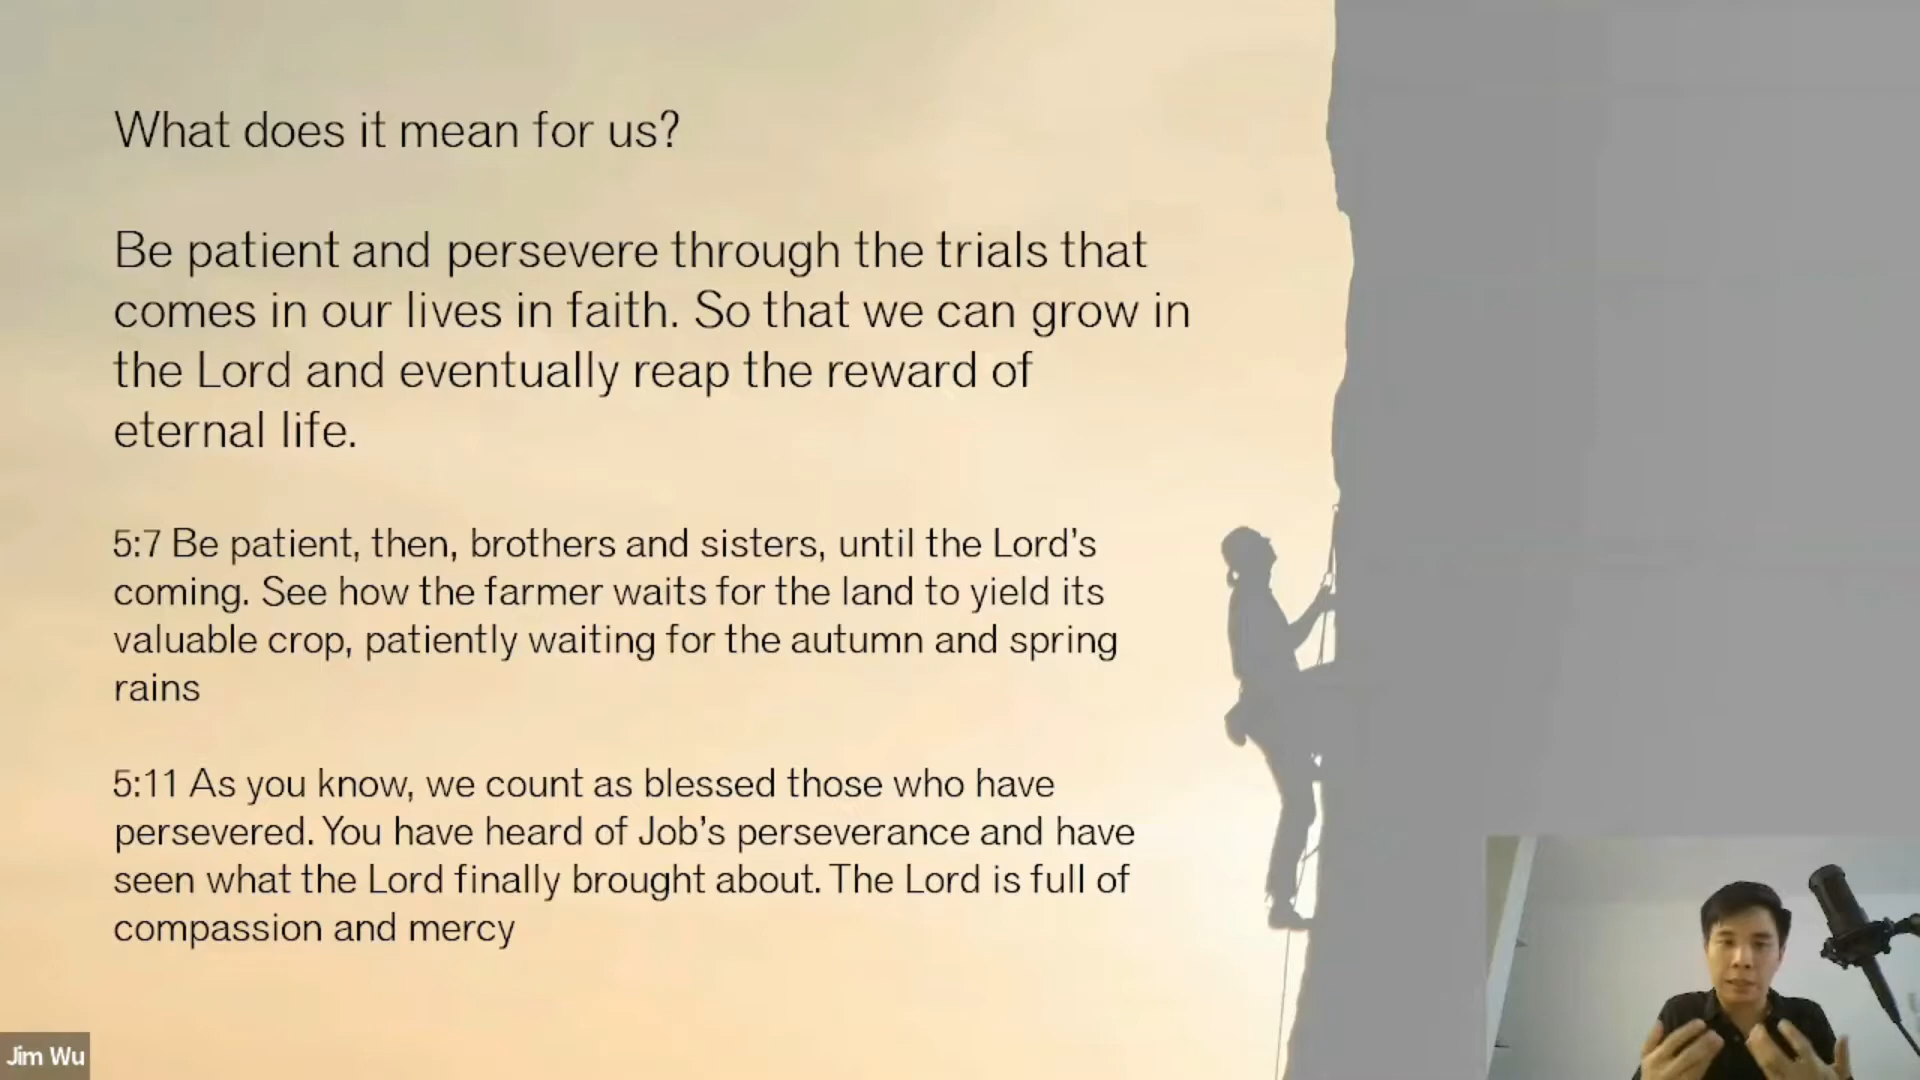 What does it mean for us?
Be patient and persevere through the trials that
comes in our lives in faith. So that we can grow in
the Lord and eventually reap the reward of
eternal life.
5:7 Be patient, then, brothers and sisters, until the Lord’s
coming. See how the farmer waits for the land to yield its
valuable crop, patiently waiting for the autumn and spring
rains
5:11 As you know, we count as blessed those who have
persevered. You have heard of Job’s perseverance and have
seen what the Lord finally brought about. The Lord is full of
compassion and mercy
Jim Wu